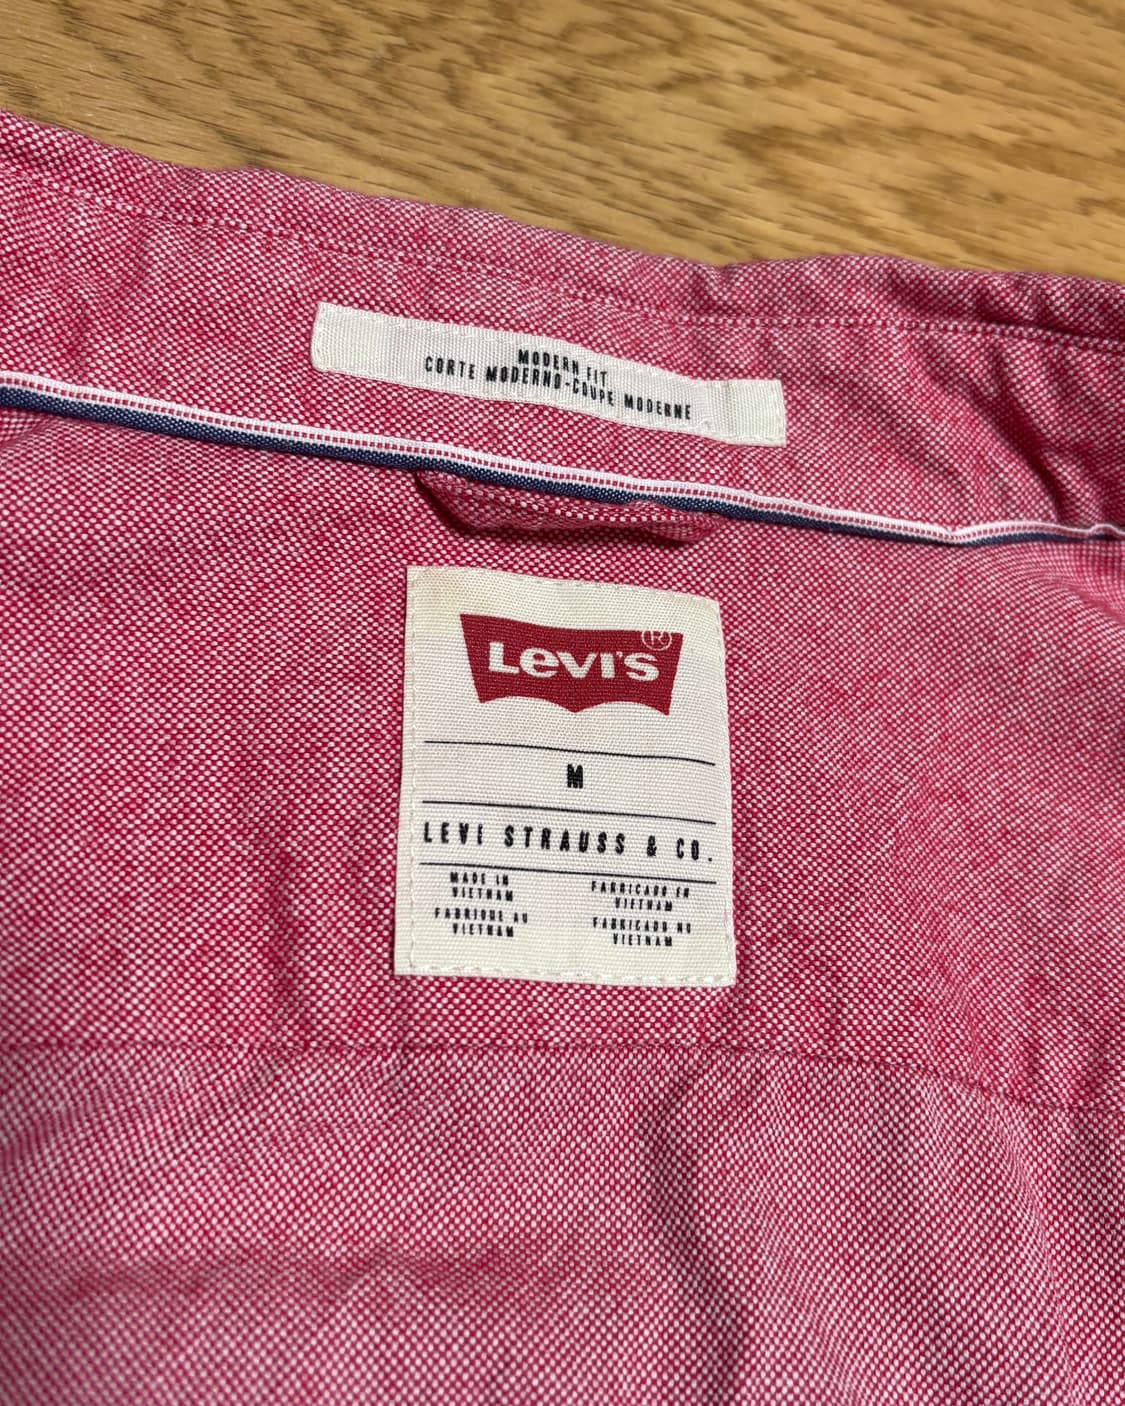 MODERN FIT
CORTE MODERNO-COUPE MODERNE
LEVI'S®
M
LEVI STRAUSS & CO.
MADE IN
VIETNAM
FABRIQUE AU
VIETNAM
FABRICADO EN
VIETNAM
FABRICADO NO
VIETNAM